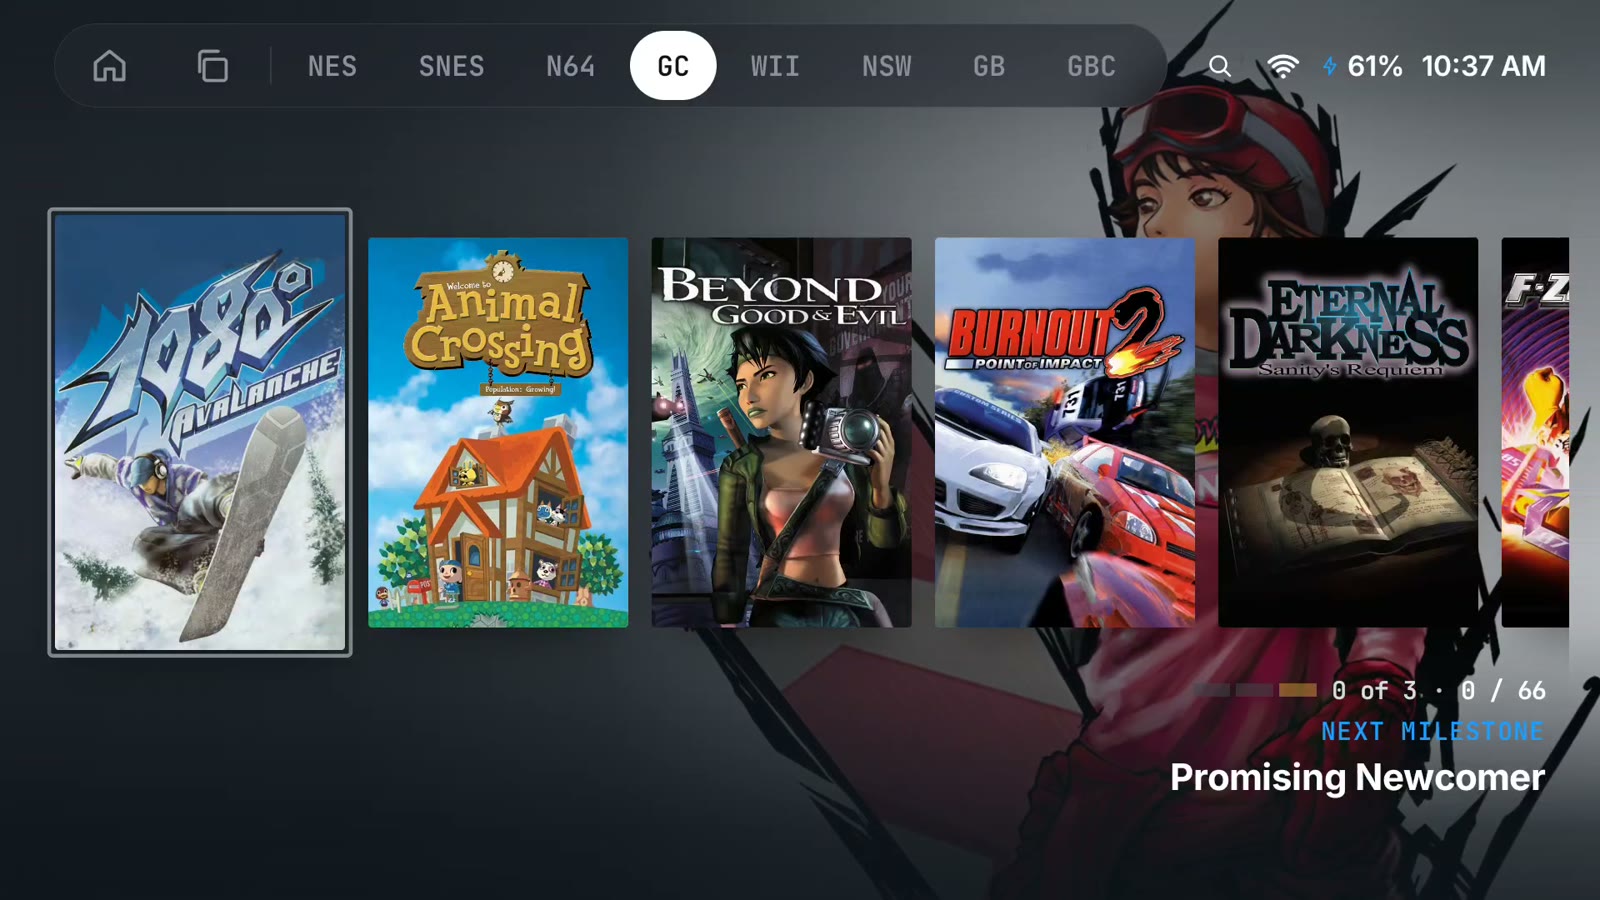 NES SNES N64 GC WII NSW GB GBC 61% 10:37 AM
1080° AVALANCHE
Welcome to
Animal
Crossing
Population: Growing!
BEYOND
GOOD & EVIL
BURNOUT 2
POINT OF IMPACT
ETERNAL
DARKNESS
Sanity's Requiem
F-Z
0 of 3 · 0 / 66
NEXT MILESTONE
Promising Newcomer